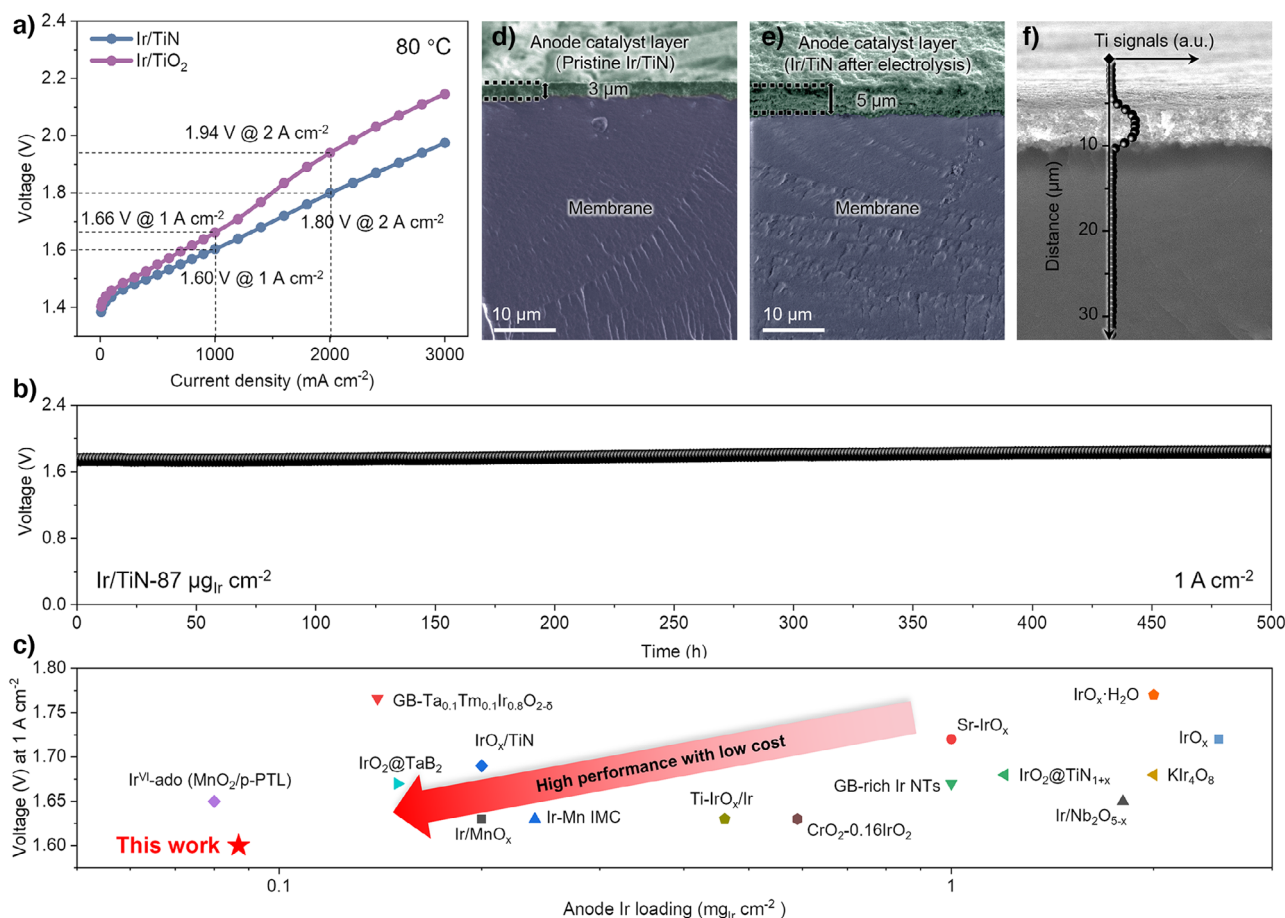 a)
Ir/TiN
Ir/TiO₂
80 °C
2.4
2.2
2.0
1.8
1.6
1.4
Voltage (V)
1.94 V @ 2 A cm⁻²
1.66 V @ 1 A cm⁻²
1.80 V @ 2 A cm⁻²
1.60 V @ 1 A cm⁻²
0 1000 2000 3000
Current density (mA cm⁻²)
d)
Anode catalyst layer
(Pristine Ir/TiN)
3 µm
Membrane
10 µm
e)
Anode catalyst layer
(Ir/TiN after electrolysis)
5 µm
Membrane
10 µm
f)
Ti signals (a.u.)
10
20
30
Distance (µm)
b)
2.4
1.6
0.8
0.0
Voltage (V)
Ir/TiN-87 µg_Ir cm⁻²
1 A cm⁻²
0 50 100 150 200 250 300 350 400 450 500
Time (h)
c)
1.80
1.75
1.70
1.65
1.60
Voltage (V) at 1 A cm⁻²
GB-Ta₀.₁Tm₀.₁Ir₀.₈O₂₋δ
IrOₓ·H₂O
Sr-IrOₓ
IrOₓ
IrOₓ/TiN
High performance with low cost
IrO₂@TaB₂
Ir^VI-ado (MnO₂/p-PTL)
GB-rich Ir NTs
IrO₂@TiN₁₊ₓ
KIr₄O₈
Ti-IrOₓ/Ir
Ir/MnOₓ
Ir-Mn IMC
CrO₂-0.16IrO₂
Ir/Nb₂O₅₋ₓ
This work
0.1 1
Anode Ir loading (mg_Ir cm⁻²)